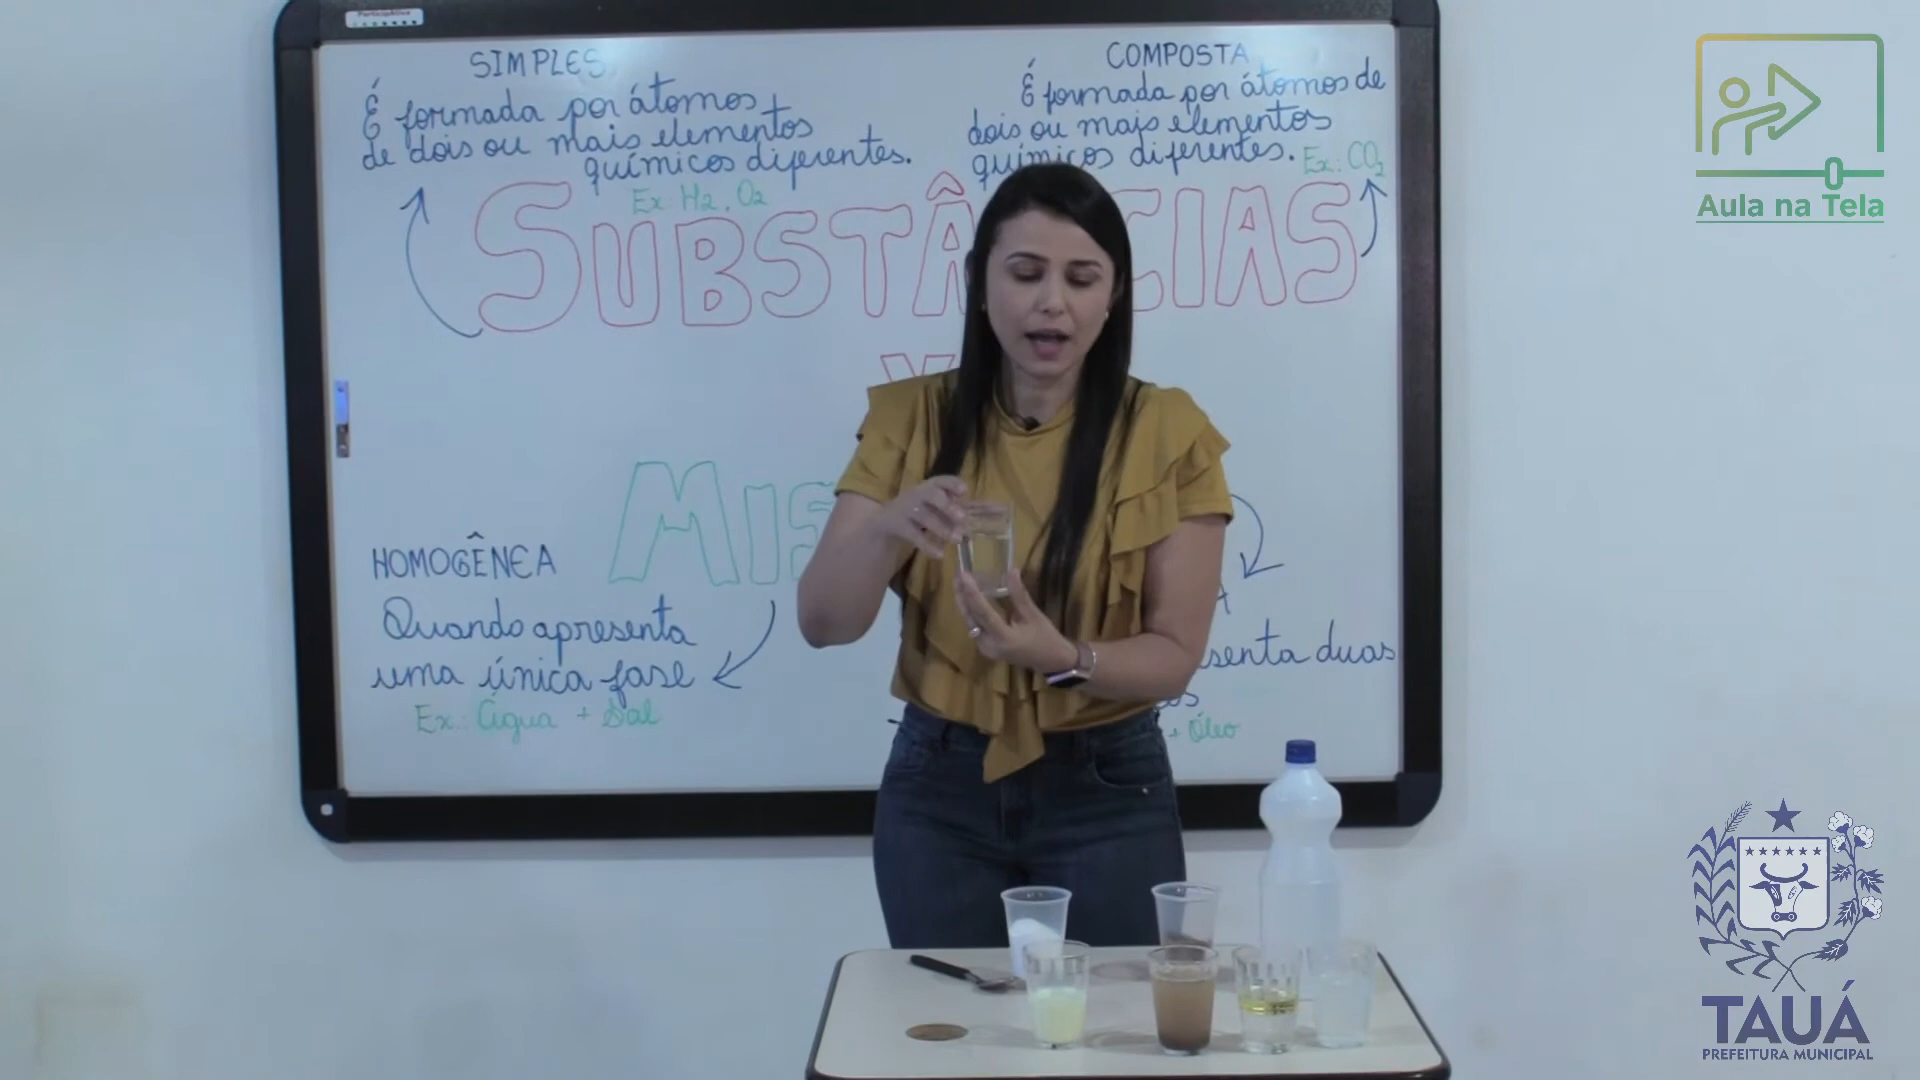 SIMPLES
É formada por átomos
de dois ou mais elementos
químicos diferentes.
Ex H2, O2
COMPOSTA
É formada por átomos de
dois ou mais elementos
químicos diferentes. Ex.: CO2
SUBST
CIAS
MIS
HOMOGÊNEA
Quando apresenta
uma única fase
Ex.: Água + Sal
duas
+ Óleo
Aula na Tela
TAUÁ
PREFEITURA MUNICIPAL